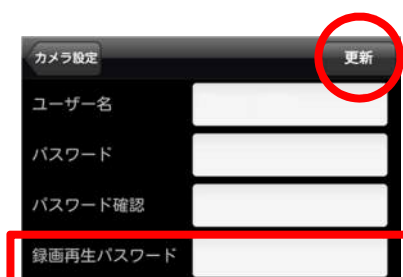 カメラ設定
更新
ユーザー名
パスワード
パスワード確認
録画再生パスワード